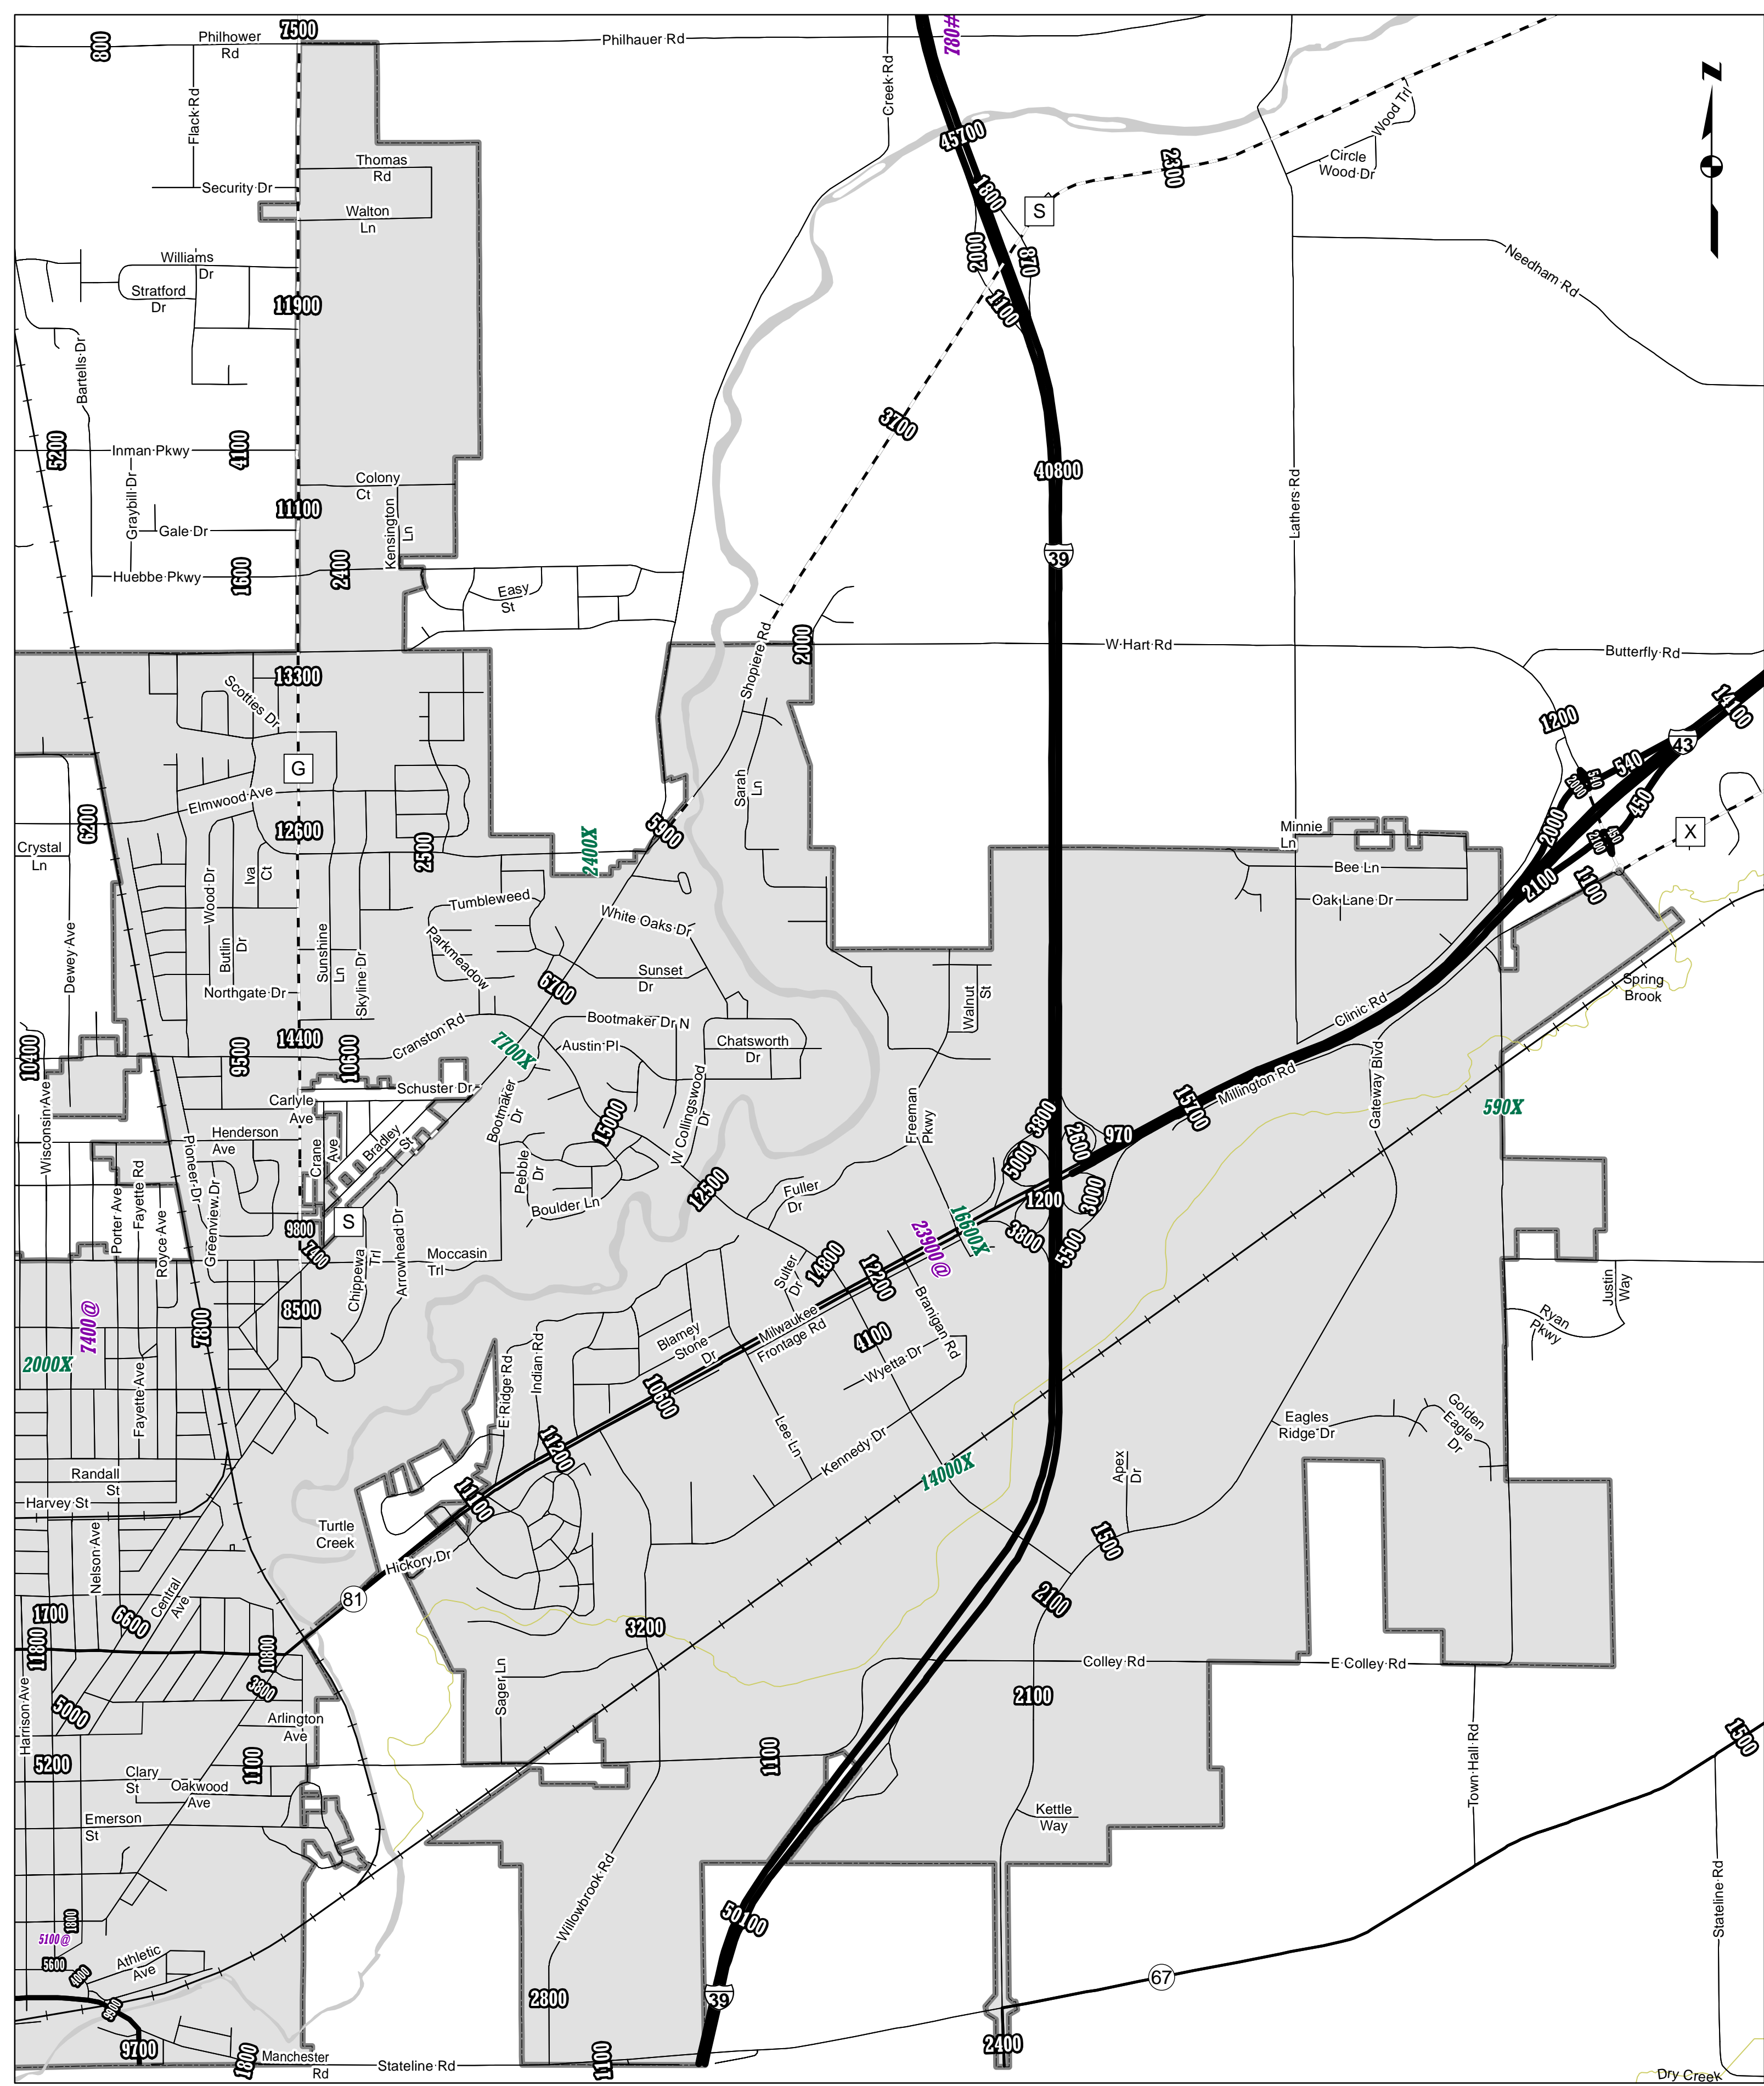 7500
800
Philhower
Rd
Philhauer Rd
780#
Creek Rd
Flack Rd
45700
Wood Trl
Circle
Wood Dr
2300
Thomas
Rd
Security Dr
1800
S
Walton
Ln
2000
870
Williams
Dr
Stratford
Dr
Needham Rd
11900
1100
Bartells Dr
3700
5200
Inman Pkwy
4100
40800
Colony
Ct
Graybill Dr
11100
Kensington
Ln
Lathers Rd
Gale Dr
39
Huebbe Pkwy
1600
2400
Easy
St
Shopiere Rd
2000
W Hart Rd
Butterfly Rd
13300
Scotties Dr
14100
1200
43
G
540
540
2000
Sarah
Ln
Elmwood Ave
450
6200
12600
5900
2400X
2500
Minnie
Ln
2000
450
2100
X
Crystal
Ln
Bee Ln
Iva
Ct
2100
1100
Wood Dr
Tumbleweed
Oak Lane Dr
White Oaks Dr
Butlin
Dr
Dewey Ave
Parkmeadow
Sunshine
Ln
Skyline Dr
Sunset
Dr
6700
Northgate Dr
Spring
Brook
Walnut
St
Clinic Rd
10400
9500
14400
10600
Cranston Rd
7700X
Bootmaker Dr N
Austin Pl
Chatsworth
Dr
Schuster Dr
Millington Rd
Gateway Blvd
Carlyle
Ave
Bootmaker
Dr
15000
W Collingswood
Dr
Freeman
Pkwy
3800
2600
970
15700
590X
Wisconsin Ave
Henderson
Ave
Crane
Ave
Bradley
St
5000
Pioneer Dr
Pebble
Dr
Porter Ave
Fayette Rd
Royce Ave
Greenview Dr
Boulder Ln
12500
Fuller
Dr
1200
3000
9800
S
7400
16600X
3800
5500
23900@
Chippewa
Trl
Arrowhead Dr
Moccasin
Trl
Sulter
Dr
14800
12200
Justin
Way
7400@
7800
8500
Branigan Rd
Ryan
Pkwy
2000X
Blarney
Stone
Dr
Milwaukee
Frontage Rd
4100
Wyetta Dr
Indian Rd
E Ridge Rd
Fayette Ave
10600
Golden
Eagle
Dr
Eagles
Ridge Dr
11200
Lee Ln
Kennedy Dr
14000X
Apex
Dr
Randall
St
Harvey St
11100
Turtle
Creek
1500
Hickory Dr
Nelson Ave
Central
Ave
81
2100
1700
6600
3200
11800
10800
Colley Rd
E Colley Rd
3800
Sager Ln
2100
Harrison Ave
5000
Arlington
Ave
1500
5200
1100
1100
Town Hall Rd
Clary
St
Oakwood
Ave
Kettle
Way
Emerson
St
Willowbrook Rd
Stateline Rd
50100
1800
5100@
5600
Athletic
Ave
4000
67
39
9900
2800
9700
1800
Manchester
Rd
Stateline Rd
1100
2400
Dry Creek
N